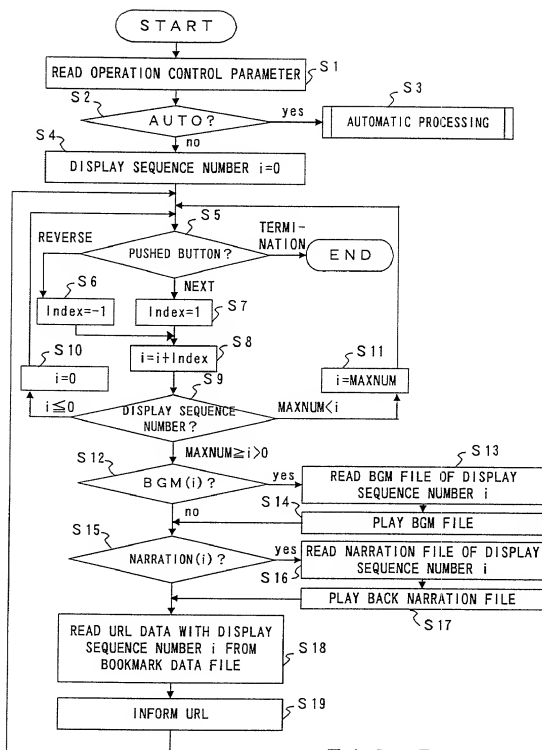 START
READ OPERATION CONTROL PARAMETER
S1
S2
AUTO?
yes
S3
AUTOMATIC PROCESSING
no
S4
DISPLAY SEQUENCE NUMBER i=0
S5
PUSHED BUTTON?
REVERSE
TERMI-
NATION
END
NEXT
S6
Index=-1
Index=1
S7
i=i+Index
S8
S10
i=0
S11
i=MAXNUM
S9
DISPLAY SEQUENCE
NUMBER?
i≦0
MAXNUM<i
MAXNUM≧i>0
S12
BGM(i)?
yes
S13
READ BGM FILE OF DISPLAY
SEQUENCE NUMBER i
no
S14
PLAY BGM FILE
S15
NARRATION(i)?
yes
READ NARRATION FILE OF DISPLAY
SEQUENCE NUMBER i
S16
PLAY BACK NARRATION FILE
S17
READ URL DATA WITH DISPLAY
SEQUENCE NUMBER i FROM
BOOKMARK DATA FILE
S18
INFORM URL
S19